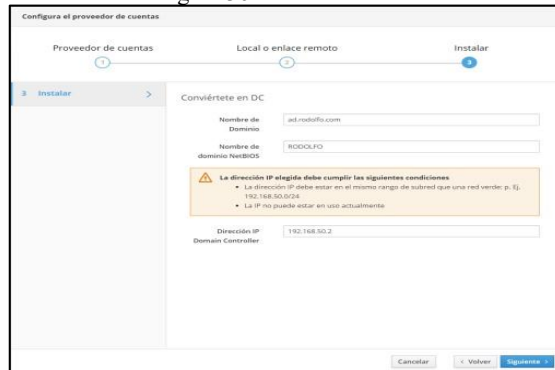 Configura el proveedor de cuentas
Proveedor de cuentas
Local o enlace remoto
Instalar
1
2
3
3 Instalar >
Conviértete en DC
Nombre de
Dominio
ad.rodolfo.com
Nombre de
dominio NetBIOS
RODOLFO
La dirección IP elegida debe cumplir las siguientes condiciones
• La dirección IP debe estar en el mismo rango de subred que una red verde: p. Ej.
192.168.50.0/24
• La IP no puede estar en uso actualmente
Dirección IP
Domain Controller
192.168.50.2
Cancelar
< Volver
Siguiente >